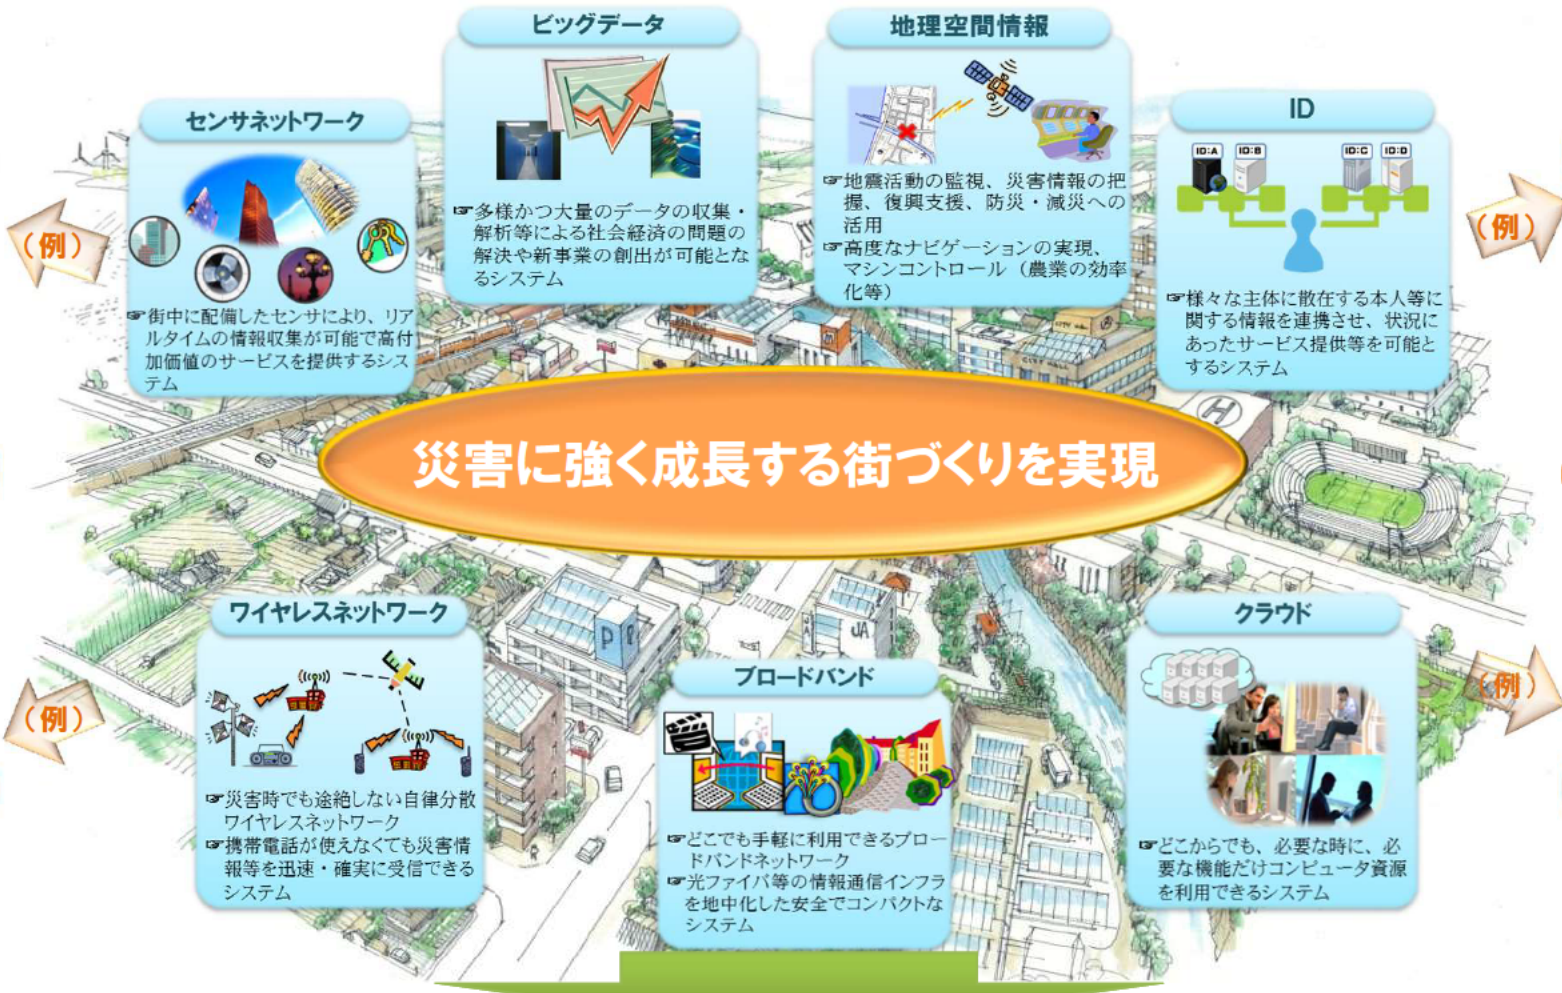 ビッグデータ
☞多様かつ大量のデータの収集・
解析等による社会経済の問題の
解決や新事業の創出が可能とな
るシステム
地理空間情報
☞地震活動の監視、災害情報の把
握、復興支援、防災・減災への
活用
☞高度なナビゲーションの実現、
マシンコントロール（農業の効率
化等）
センサネットワーク
☞街中に配備したセンサにより、リア
ルタイムの情報収集が可能で高付
加価値のサービスを提供するシス
テム
ID
ID:A
ID:B
ID:C
ID:D
☞様々な主体に散在する本人等に
関する情報を連携させ、状況に
あったサービス提供等を可能と
するシステム
（例）
（例）
CITY HALL
CITY HALL
H
災害に強く成長する街づくりを実現
ワイヤレスネットワーク
☞災害時でも途絶しない自律分散
ワイヤレスネットワーク
☞携帯電話が使えなくても災害情
報等を迅速・確実に受信できる
システム
P
JA
JA
ブロードバンド
☞どこでも手軽に利用できるブロー
ドバンドネットワーク
☞光ファイバ等の情報通信インフラ
を地中化した安全でコンパクトな
システム
クラウド
☞どこからでも、必要な時に、必
要な機能だけコンピュータ資源
を利用できるシステム
（例）
（例）